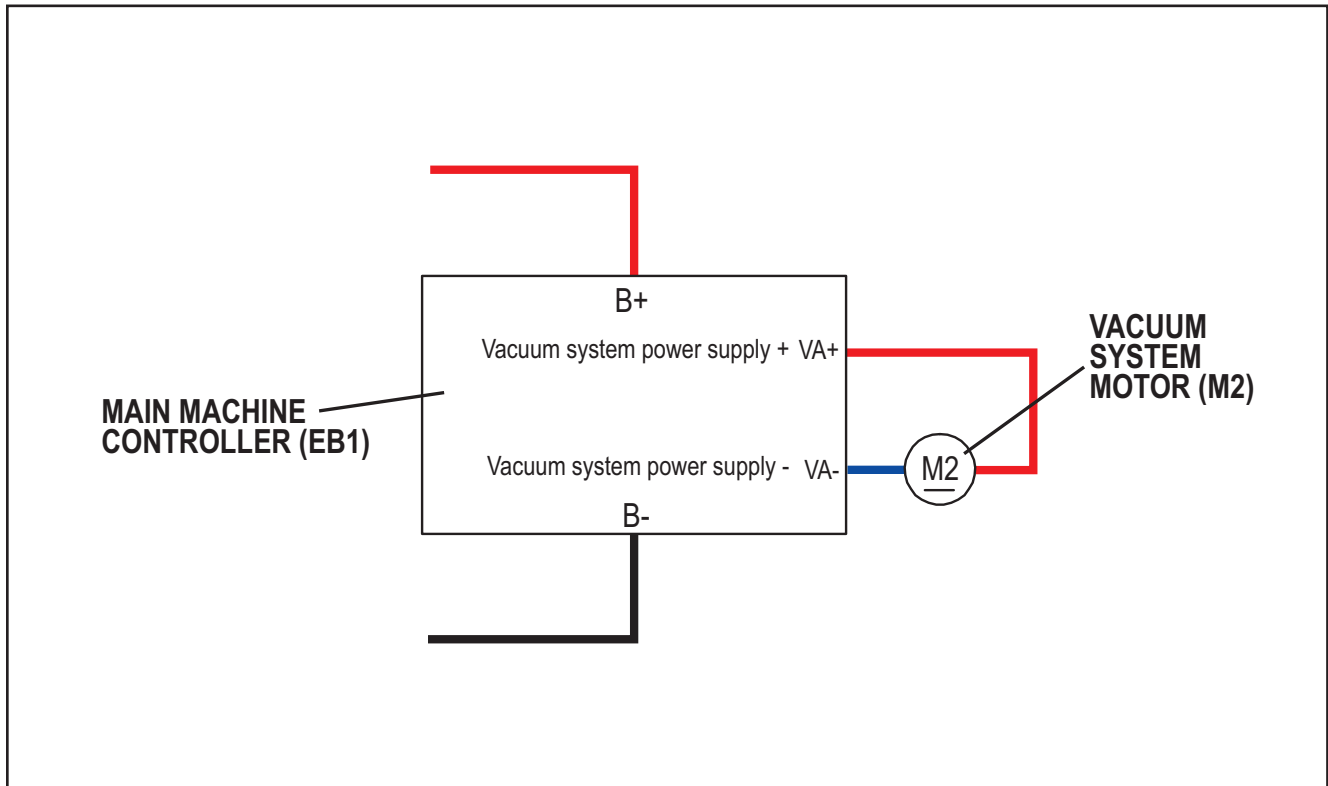 B+
Vacuum system power supply + VA+
VACUUM
SYSTEM
MOTOR (M2)
MAIN MACHINE
CONTROLLER (EB1)
Vacuum system power supply - VA-
M2
B-